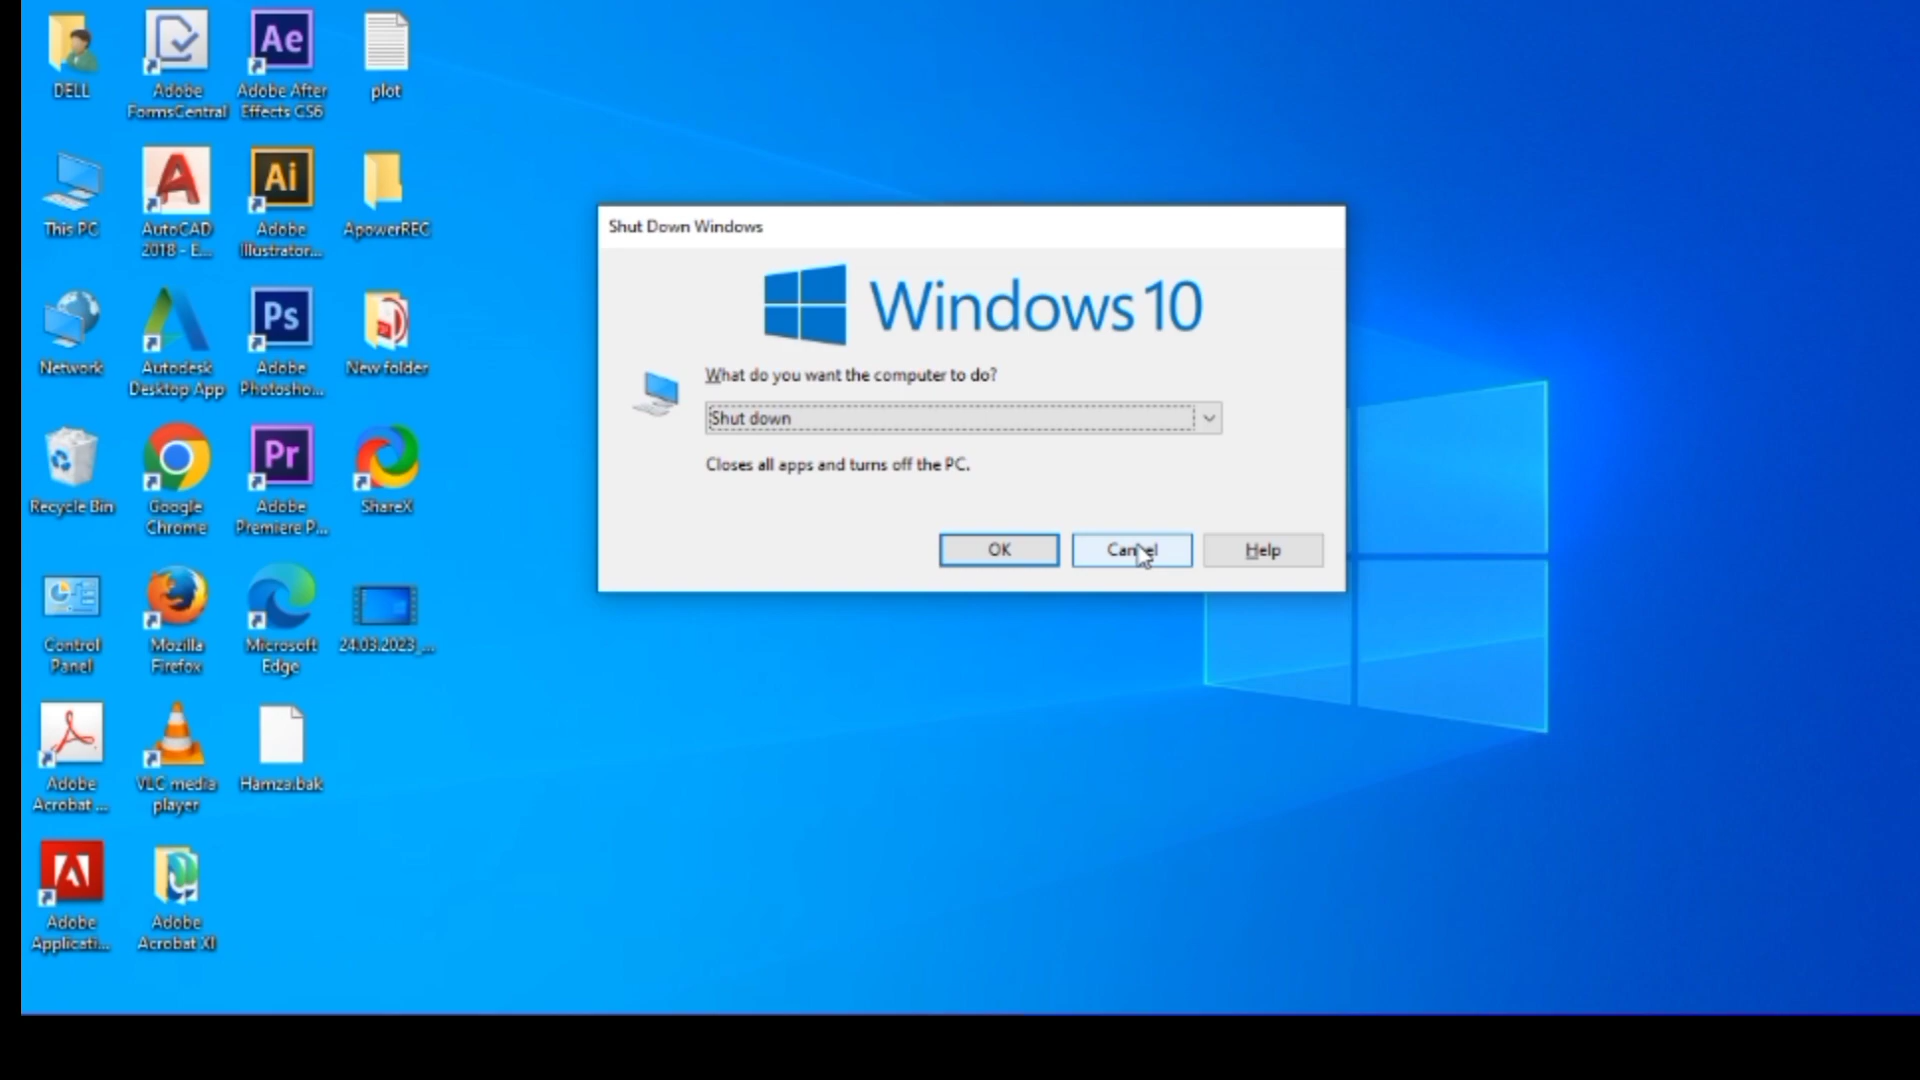 DELL
Adobe
FormsCentral
Ae
Adobe After
Effects CS6
plot
This PC
AutoCAD
2018 - E...
Ai
Adobe
Illustrator...
ApowerREC
Network
Autodesk
Desktop App
Ps
Adobe
Photosho...
New folder
Recycle Bin
Google
Chrome
Pr
Adobe
Premiere P...
ShareX
Control
Panel
Mozilla
Firefox
Microsoft
Edge
24.03.2023_...
Adobe
Acrobat ...
VLC media
player
Hamza.bak
Adobe
Applicati...
Adobe
Acrobat XI
Shut Down Windows
Windows 10
What do you want the computer to do?
Shut down
Closes all apps and turns off the PC.
OK
Cancel
Help